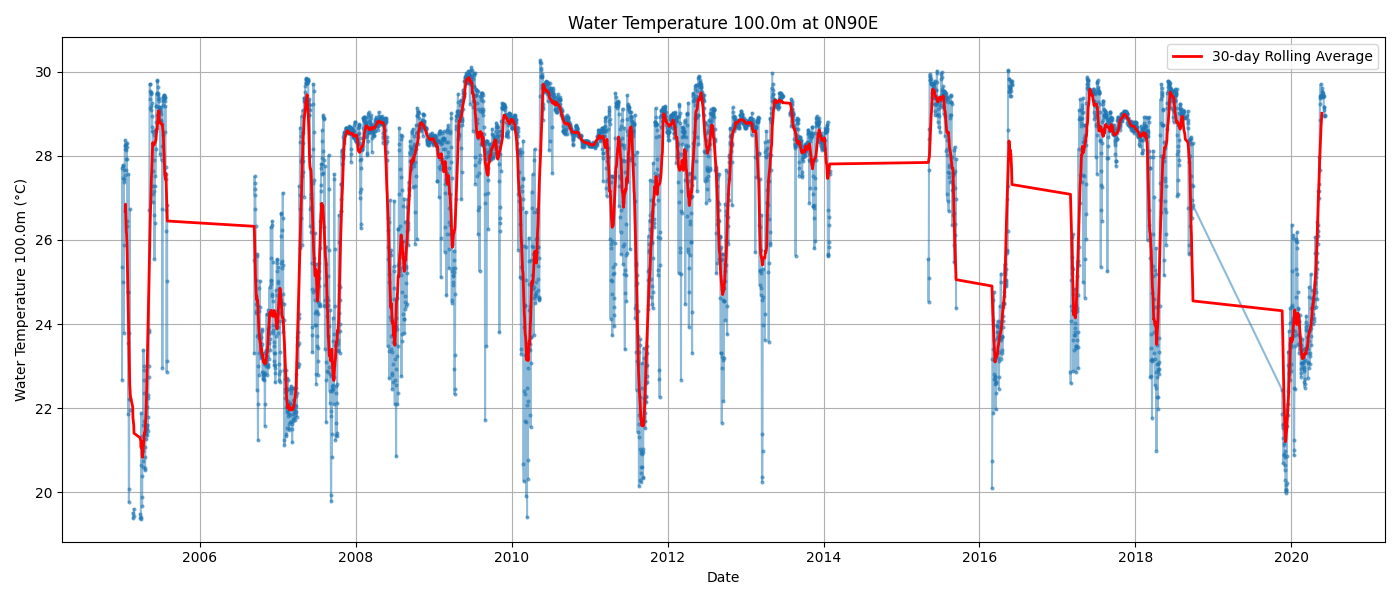 Water Temperature 100.0m at 0N90E
30-day Rolling Average
Water Temperature 100.0m (°C)
30
28
26
24
22
20
2006 2008 2010 2012 2014 2016 2018 2020
Date